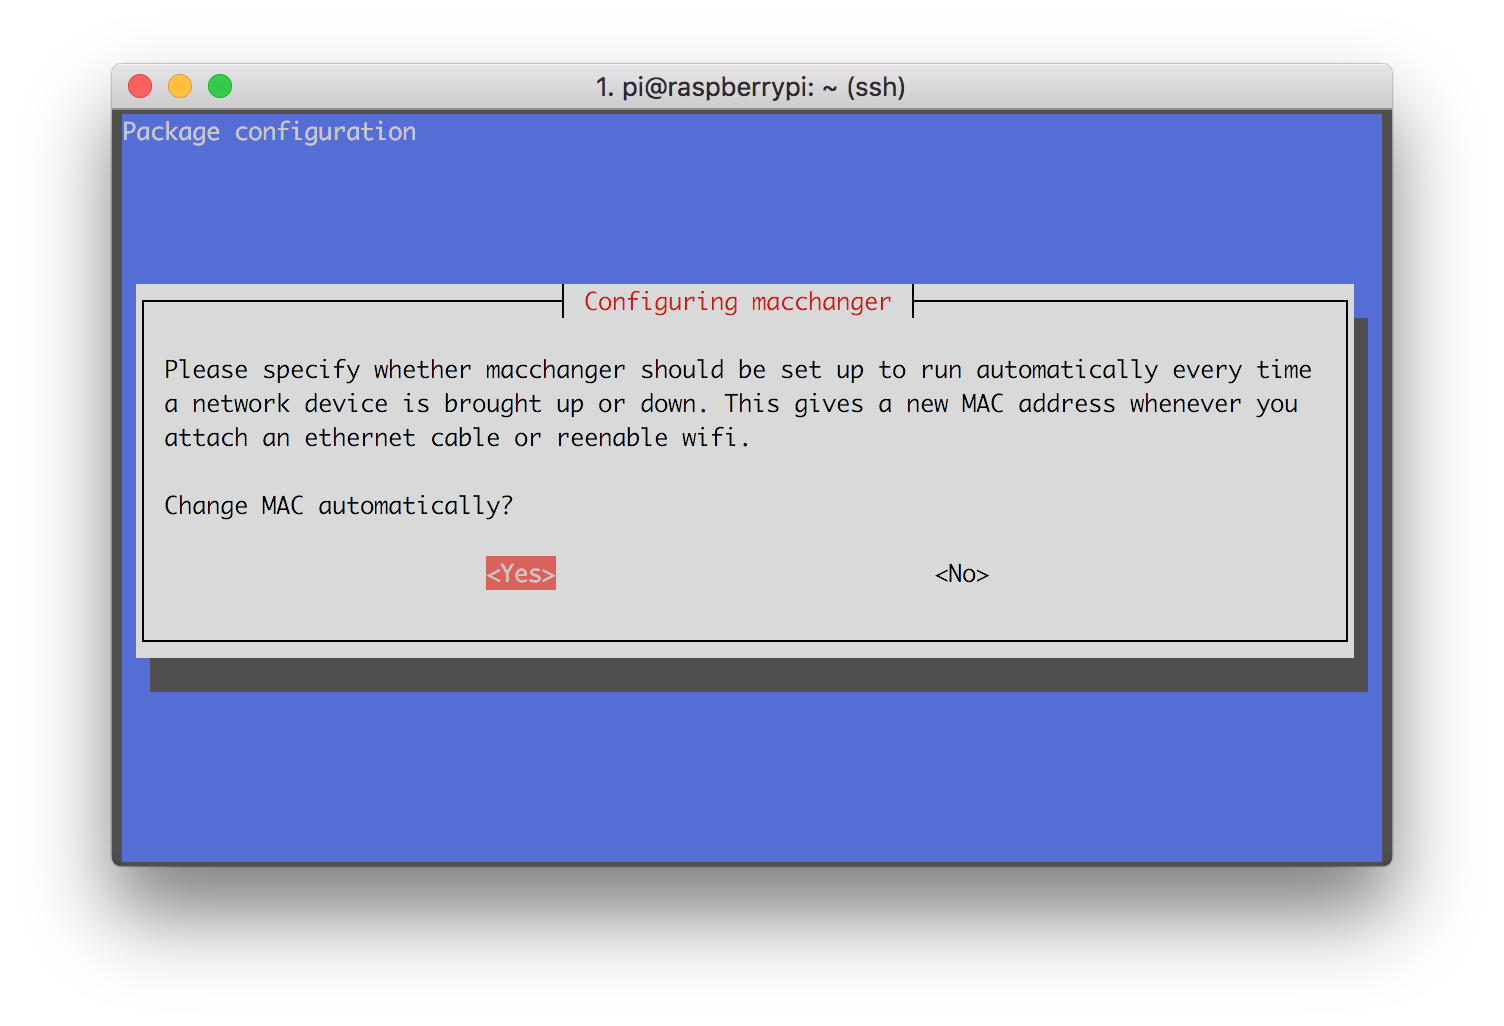 1. pi@raspberrypi: ~ (ssh)
Package configuration
Configuring macchanger
Please specify whether macchanger should be set up to run automatically every time
a network device is brought up or down. This gives a new MAC address whenever you
attach an ethernet cable or reenable wifi.
Change MAC automatically?
<Yes> <No>